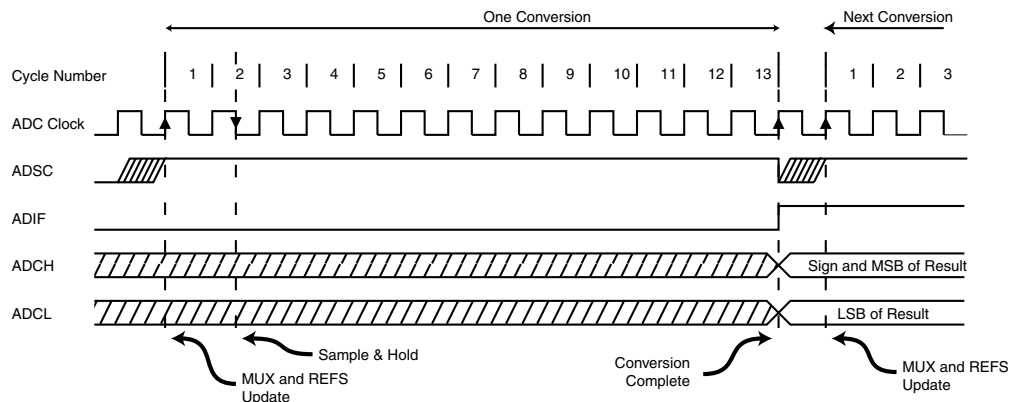 One Conversion
Next Conversion
Cycle Number 1 2 3 4 5 6 7 8 9 10 11 12 13 1 2 3
ADC Clock
ADSC
ADIF
ADCH Sign and MSB of Result
ADCL LSB of Result
Sample & Hold
MUX and REFS
Update
Conversion
Complete
MUX and REFS
Update